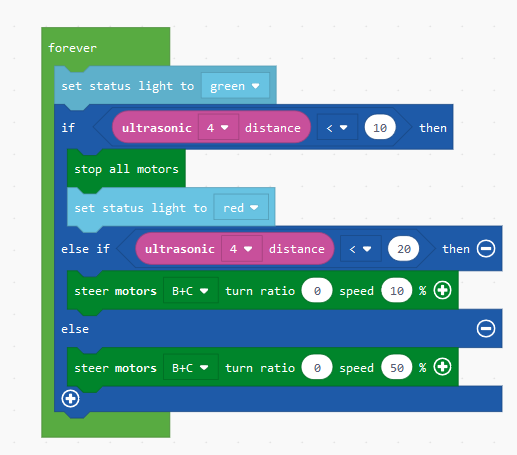 forever
set status light to green
if ultrasonic 4 distance < 10 then
stop all motors
set status light to red
else if ultrasonic 4 distance < 20 then
steer motors B+C turn ratio 0 speed 10 %
else
steer motors B+C turn ratio 0 speed 50 %